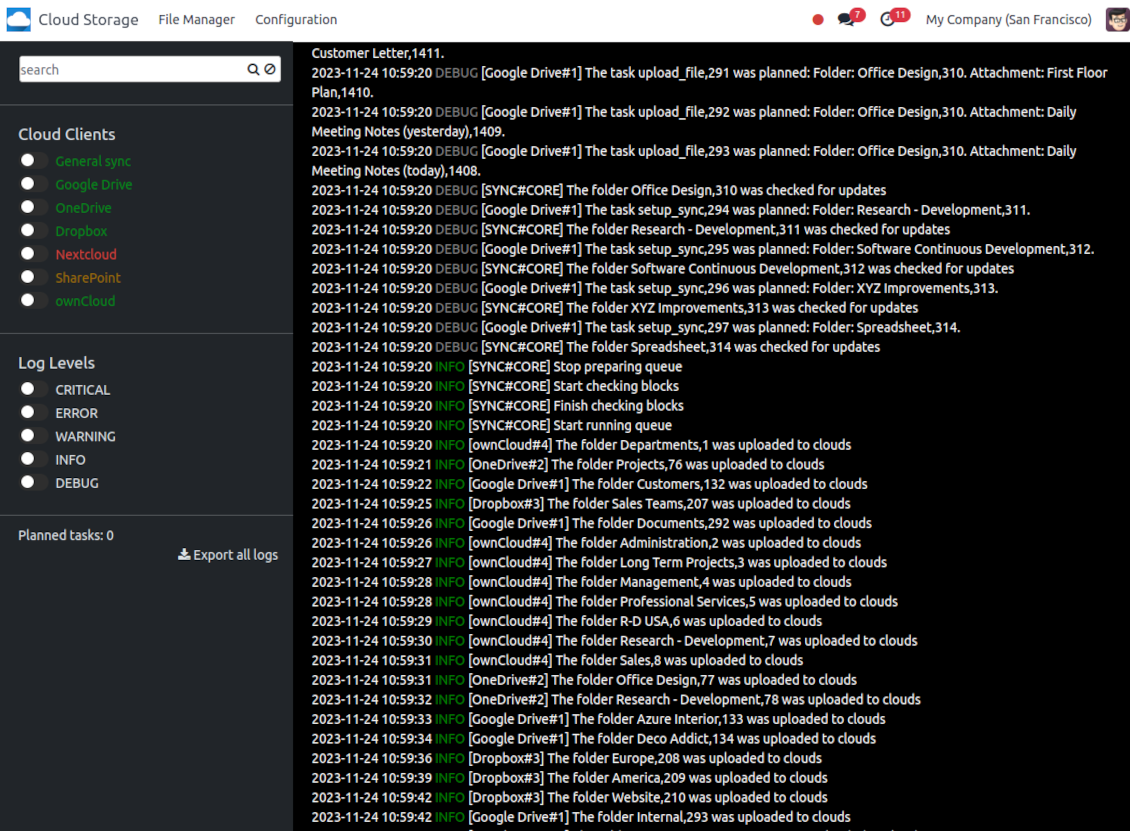 Cloud Storage File Manager Configuration 7 11 My Company (San Francisco)
search
Cloud Clients
General sync
Google Drive
OneDrive
Dropbox
Nextcloud
SharePoint
ownCloud
Log Levels
CRITICAL
ERROR
WARNING
INFO
DEBUG
Planned tasks: 0
Export all logs
Customer Letter,1411.
2023-11-24 10:59:20 DEBUG [Google Drive#1] The task upload_file,291 was planned: Folder: Office Design,310. Attachment: First Floor
Plan,1410.
2023-11-24 10:59:20 DEBUG [Google Drive#1] The task upload_file,292 was planned: Folder: Office Design,310. Attachment: Daily
Meeting Notes (yesterday),1409.
2023-11-24 10:59:20 DEBUG [Google Drive#1] The task upload_file,293 was planned: Folder: Office Design,310. Attachment: Daily
Meeting Notes (today),1408.
2023-11-24 10:59:20 DEBUG [SYNC#CORE] The folder Office Design,310 was checked for updates
2023-11-24 10:59:20 DEBUG [Google Drive#1] The task setup_sync,294 was planned: Folder: Research - Development,311.
2023-11-24 10:59:20 DEBUG [SYNC#CORE] The folder Research - Development,311 was checked for updates
2023-11-24 10:59:20 DEBUG [Google Drive#1] The task setup_sync,295 was planned: Folder: Software Continuous Development,312.
2023-11-24 10:59:20 DEBUG [SYNC#CORE] The folder Software Continuous Development,312 was checked for updates
2023-11-24 10:59:20 DEBUG [Google Drive#1] The task setup_sync,296 was planned: Folder: XYZ Improvements,313.
2023-11-24 10:59:20 DEBUG [SYNC#CORE] The folder XYZ Improvements,313 was checked for updates
2023-11-24 10:59:20 DEBUG [Google Drive#1] The task setup_sync,297 was planned: Folder: Spreadsheet,314.
2023-11-24 10:59:20 DEBUG [SYNC#CORE] The folder Spreadsheet,314 was checked for updates
2023-11-24 10:59:20 INFO [SYNC#CORE] Stop preparing queue
2023-11-24 10:59:20 INFO [SYNC#CORE] Start checking blocks
2023-11-24 10:59:20 INFO [SYNC#CORE] Finish checking blocks
2023-11-24 10:59:20 INFO [SYNC#CORE] Start running queue
2023-11-24 10:59:20 INFO [ownCloud#4] The folder Departments,1 was uploaded to clouds
2023-11-24 10:59:21 INFO [OneDrive#2] The folder Projects,76 was uploaded to clouds
2023-11-24 10:59:22 INFO [Google Drive#1] The folder Customers,132 was uploaded to clouds
2023-11-24 10:59:25 INFO [Dropbox#3] The folder Sales Teams,207 was uploaded to clouds
2023-11-24 10:59:26 INFO [Google Drive#1] The folder Documents,292 was uploaded to clouds
2023-11-24 10:59:26 INFO [ownCloud#4] The folder Administration,2 was uploaded to clouds
2023-11-24 10:59:27 INFO [ownCloud#4] The folder Long Term Projects,3 was uploaded to clouds
2023-11-24 10:59:28 INFO [ownCloud#4] The folder Management,4 was uploaded to clouds
2023-11-24 10:59:28 INFO [ownCloud#4] The folder Professional Services,5 was uploaded to clouds
2023-11-24 10:59:29 INFO [ownCloud#4] The folder R-D USA,6 was uploaded to clouds
2023-11-24 10:59:30 INFO [ownCloud#4] The folder Research - Development,7 was uploaded to clouds
2023-11-24 10:59:31 INFO [ownCloud#4] The folder Sales,8 was uploaded to clouds
2023-11-24 10:59:31 INFO [OneDrive#2] The folder Office Design,77 was uploaded to clouds
2023-11-24 10:59:32 INFO [OneDrive#2] The folder Research - Development,78 was uploaded to clouds
2023-11-24 10:59:33 INFO [Google Drive#1] The folder Azure Interior,133 was uploaded to clouds
2023-11-24 10:59:34 INFO [Google Drive#1] The folder Deco Addict,134 was uploaded to clouds
2023-11-24 10:59:36 INFO [Dropbox#3] The folder Europe,208 was uploaded to clouds
2023-11-24 10:59:39 INFO [Dropbox#3] The folder America,209 was uploaded to clouds
2023-11-24 10:59:42 INFO [Dropbox#3] The folder Website,210 was uploaded to clouds
2023-11-24 10:59:42 INFO [Google Drive#1] The folder Internal,293 was uploaded to clouds